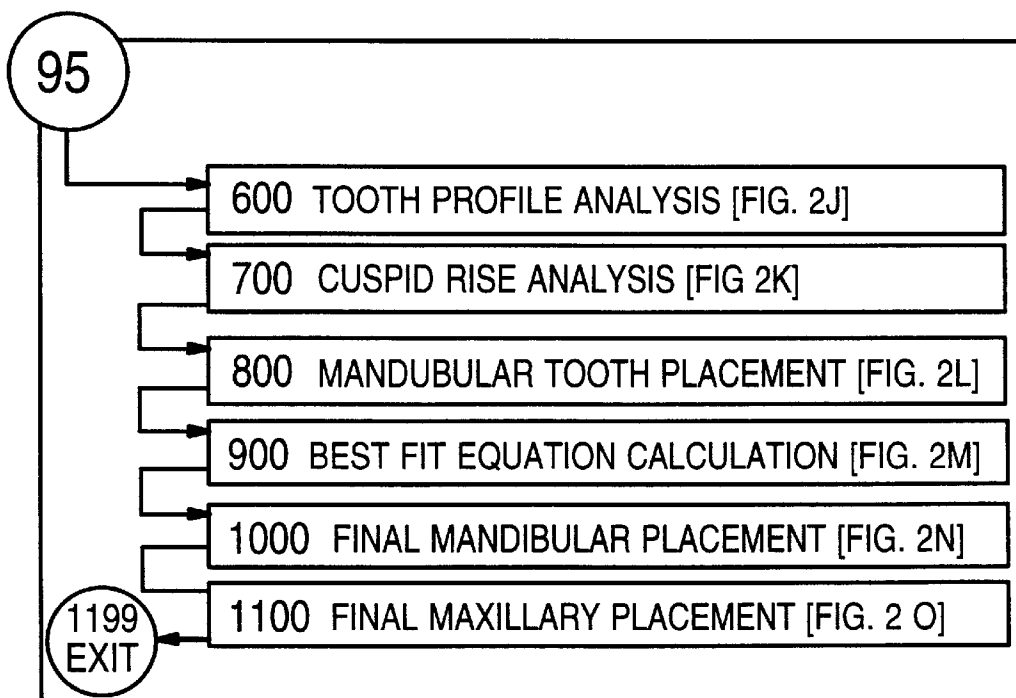 95
600 TOOTH PROFILE ANALYSIS [FIG. 2J]
700 CUSPID RISE ANALYSIS [FIG 2K]
800 MANDUBULAR TOOTH PLACEMENT [FIG. 2L]
900 BEST FIT EQUATION CALCULATION [FIG. 2M]
1000 FINAL MANDIBULAR PLACEMENT [FIG. 2N]
1100 FINAL MAXILLARY PLACEMENT [FIG. 2 O]
1199
EXIT